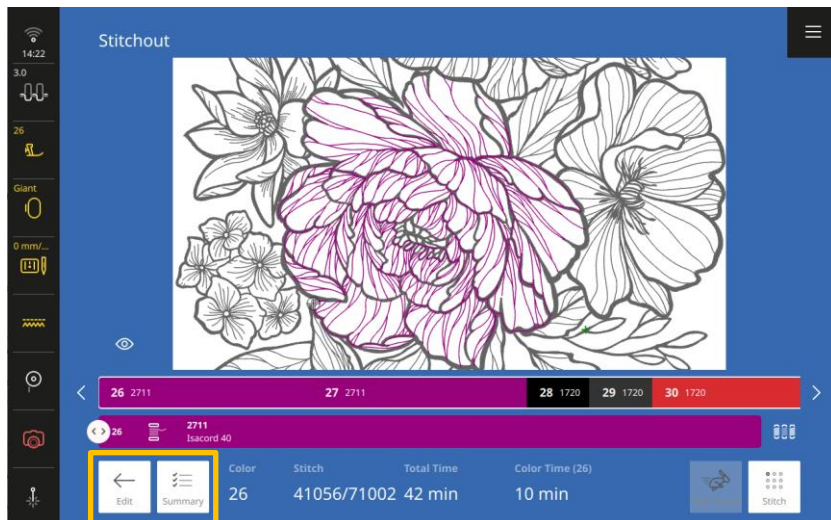 14:22
Stitchout
3.0
26
Giant
0 mm/...
26 2711
27 2711
28 1720
29 1720
30 1720
26
2711
Isacord 40
Edit
Summary
Color
26
Stitch
41056/71002
Total Time
42 min
Color Time (26)
10 min
Stitch